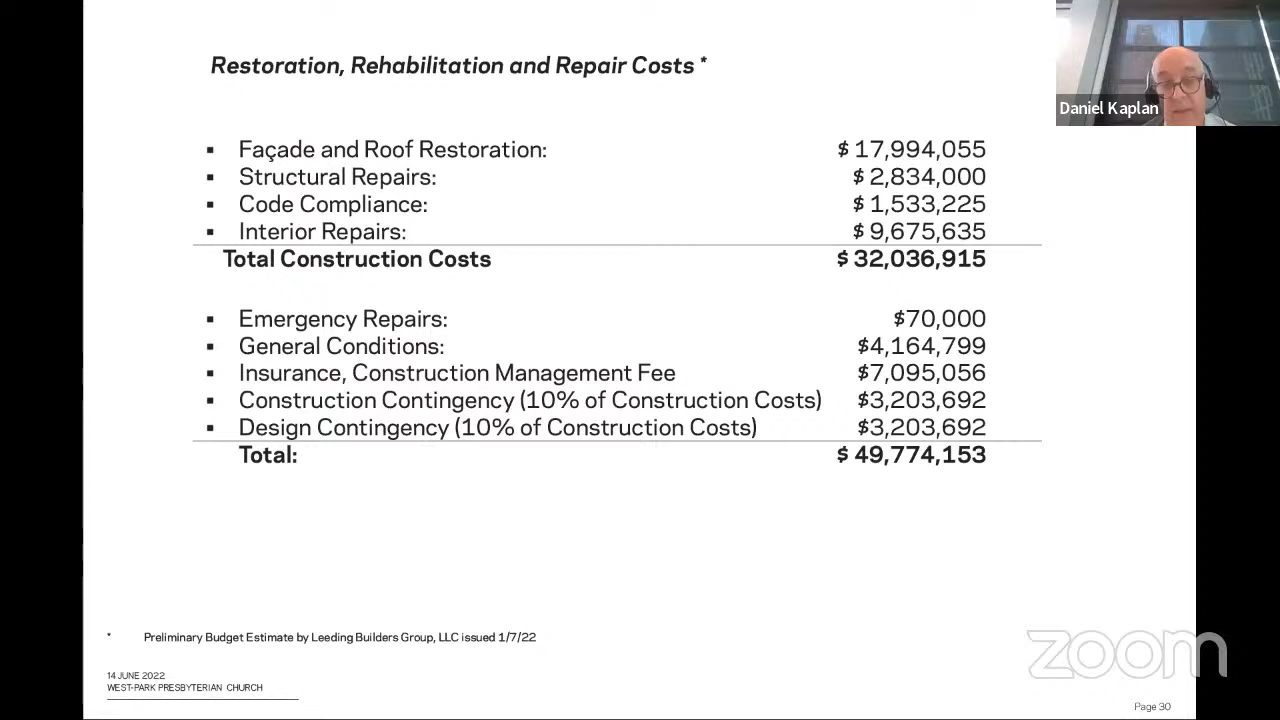 Restoration, Rehabilitation and Repair Costs *
Daniel Kaplan
▪ Façade and Roof Restoration: $ 17,994,055
▪ Structural Repairs: $ 2,834,000
▪ Code Compliance: $ 1,533,225
▪ Interior Repairs: $ 9,675,635
Total Construction Costs $ 32,036,915
▪ Emergency Repairs: $70,000
▪ General Conditions: $4,164,799
▪ Insurance, Construction Management Fee $7,095,056
▪ Construction Contingency (10% of Construction Costs) $3,203,692
▪ Design Contingency (10% of Construction Costs) $3,203,692
Total: $ 49,774,153
* Preliminary Budget Estimate by Leeding Builders Group, LLC issued 1/7/22
zoom
14 JUNE 2022
WEST-PARK PRESBYTERIAN CHURCH
Page 30